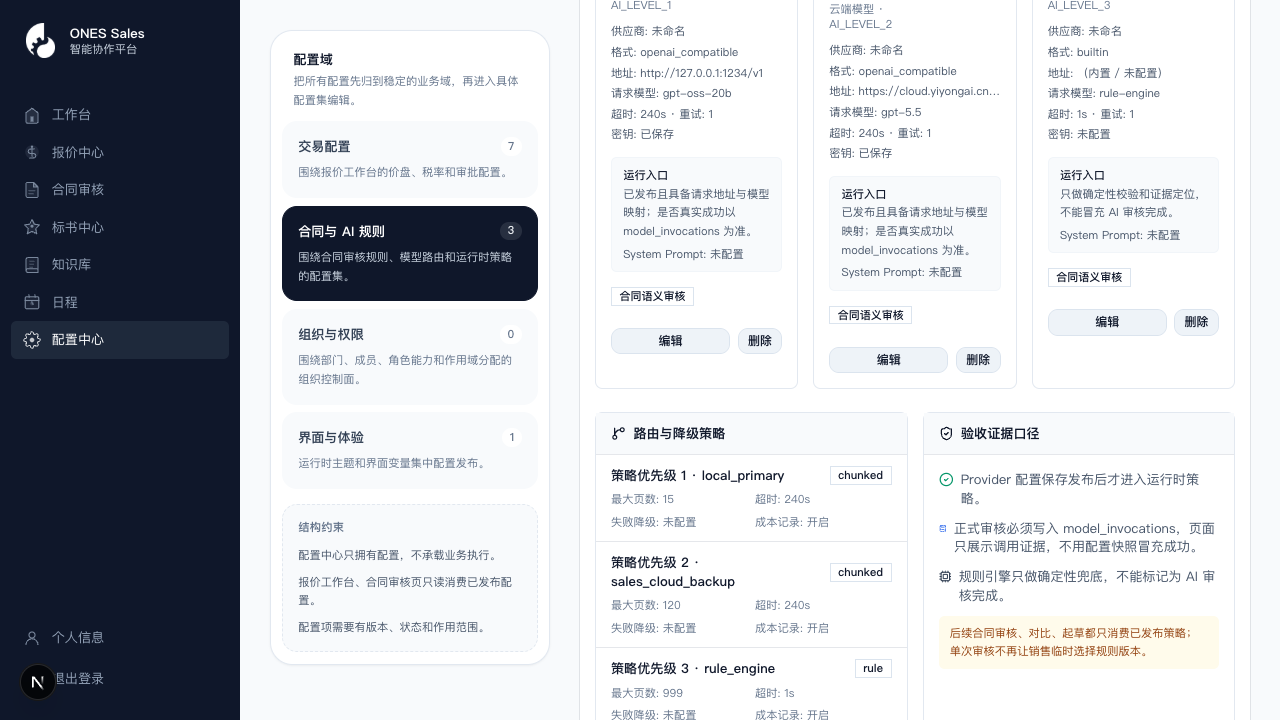 ONES Sales
智能协作平台
工作台
报价中心
合同审核
标书中心
知识库
日程
配置中心
个人信息
退出登录
N
配置域
把所有配置先归到稳定的业务域，再进入具体
配置集编辑。
交易配置
7
围绕报价工作台的价盘、税率和审批配置。
合同与 AI 规则
3
围绕合同审核规则、模型路由和运行时策略
的配置集。
组织与权限
0
围绕部门、成员、角色能力和作用域分配的
组织控制面。
界面与体验
1
运行时主题和界面变量集中配置发布。
结构约束
配置中心只拥有配置，不承载业务执行。
报价工作台、合同审核页只读消费已发布配
置。
配置项需要有版本、状态和作用范围。
AI_LEVEL_1
供应商: 未命名
格式: openai_compatible
地址: http://127.0.0.1:1234/v1
请求模型: gpt-oss-20b
超时: 240s · 重试: 1
密钥: 已保存
运行入口
已发布且具备请求地址与模型
映射；是否真实成功以
model_invocations 为准。
System Prompt: 未配置
合同语义审核
编辑
删除
云端模型 ·
AI_LEVEL_2
供应商: 未命名
格式: openai_compatible
地址: https://cloud.yiyongai.cn...
请求模型: gpt-5.5
超时: 240s · 重试: 1
密钥: 已保存
运行入口
已发布且具备请求地址与模型
映射；是否真实成功以
model_invocations 为准。
System Prompt: 未配置
合同语义审核
编辑
删除
AI_LEVEL_3
供应商: 未命名
格式: builtin
地址: （内置 / 未配置）
请求模型: rule-engine
超时: 1s · 重试: 1
密钥: 未配置
运行入口
只做确定性校验和证据定位，
不能冒充 AI 审核完成。
System Prompt: 未配置
合同语义审核
编辑
删除
路由与降级策略
策略优先级 1 · local_primary
chunked
最大页数: 15
超时: 240s
失败降级: 未配置
成本记录: 开启
策略优先级 2 ·
sales_cloud_backup
chunked
最大页数: 120
超时: 240s
失败降级: 未配置
成本记录: 开启
策略优先级 3 · rule_engine
rule
最大页数: 999
超时: 1s
失败降级: 未配置
成本记录: 开启
验收证据口径
Provider 配置保存发布后才进入运行时策
略。
正式审核必须写入 model_invocations，页面
只展示调用证据，不用配置快照冒充成功。
规则引擎只做确定性兜底，不能标记为 AI 审
核完成。
后续合同审核、对比、起草都只消费已发布策略；
单次审核不再让销售临时选择规则版本。